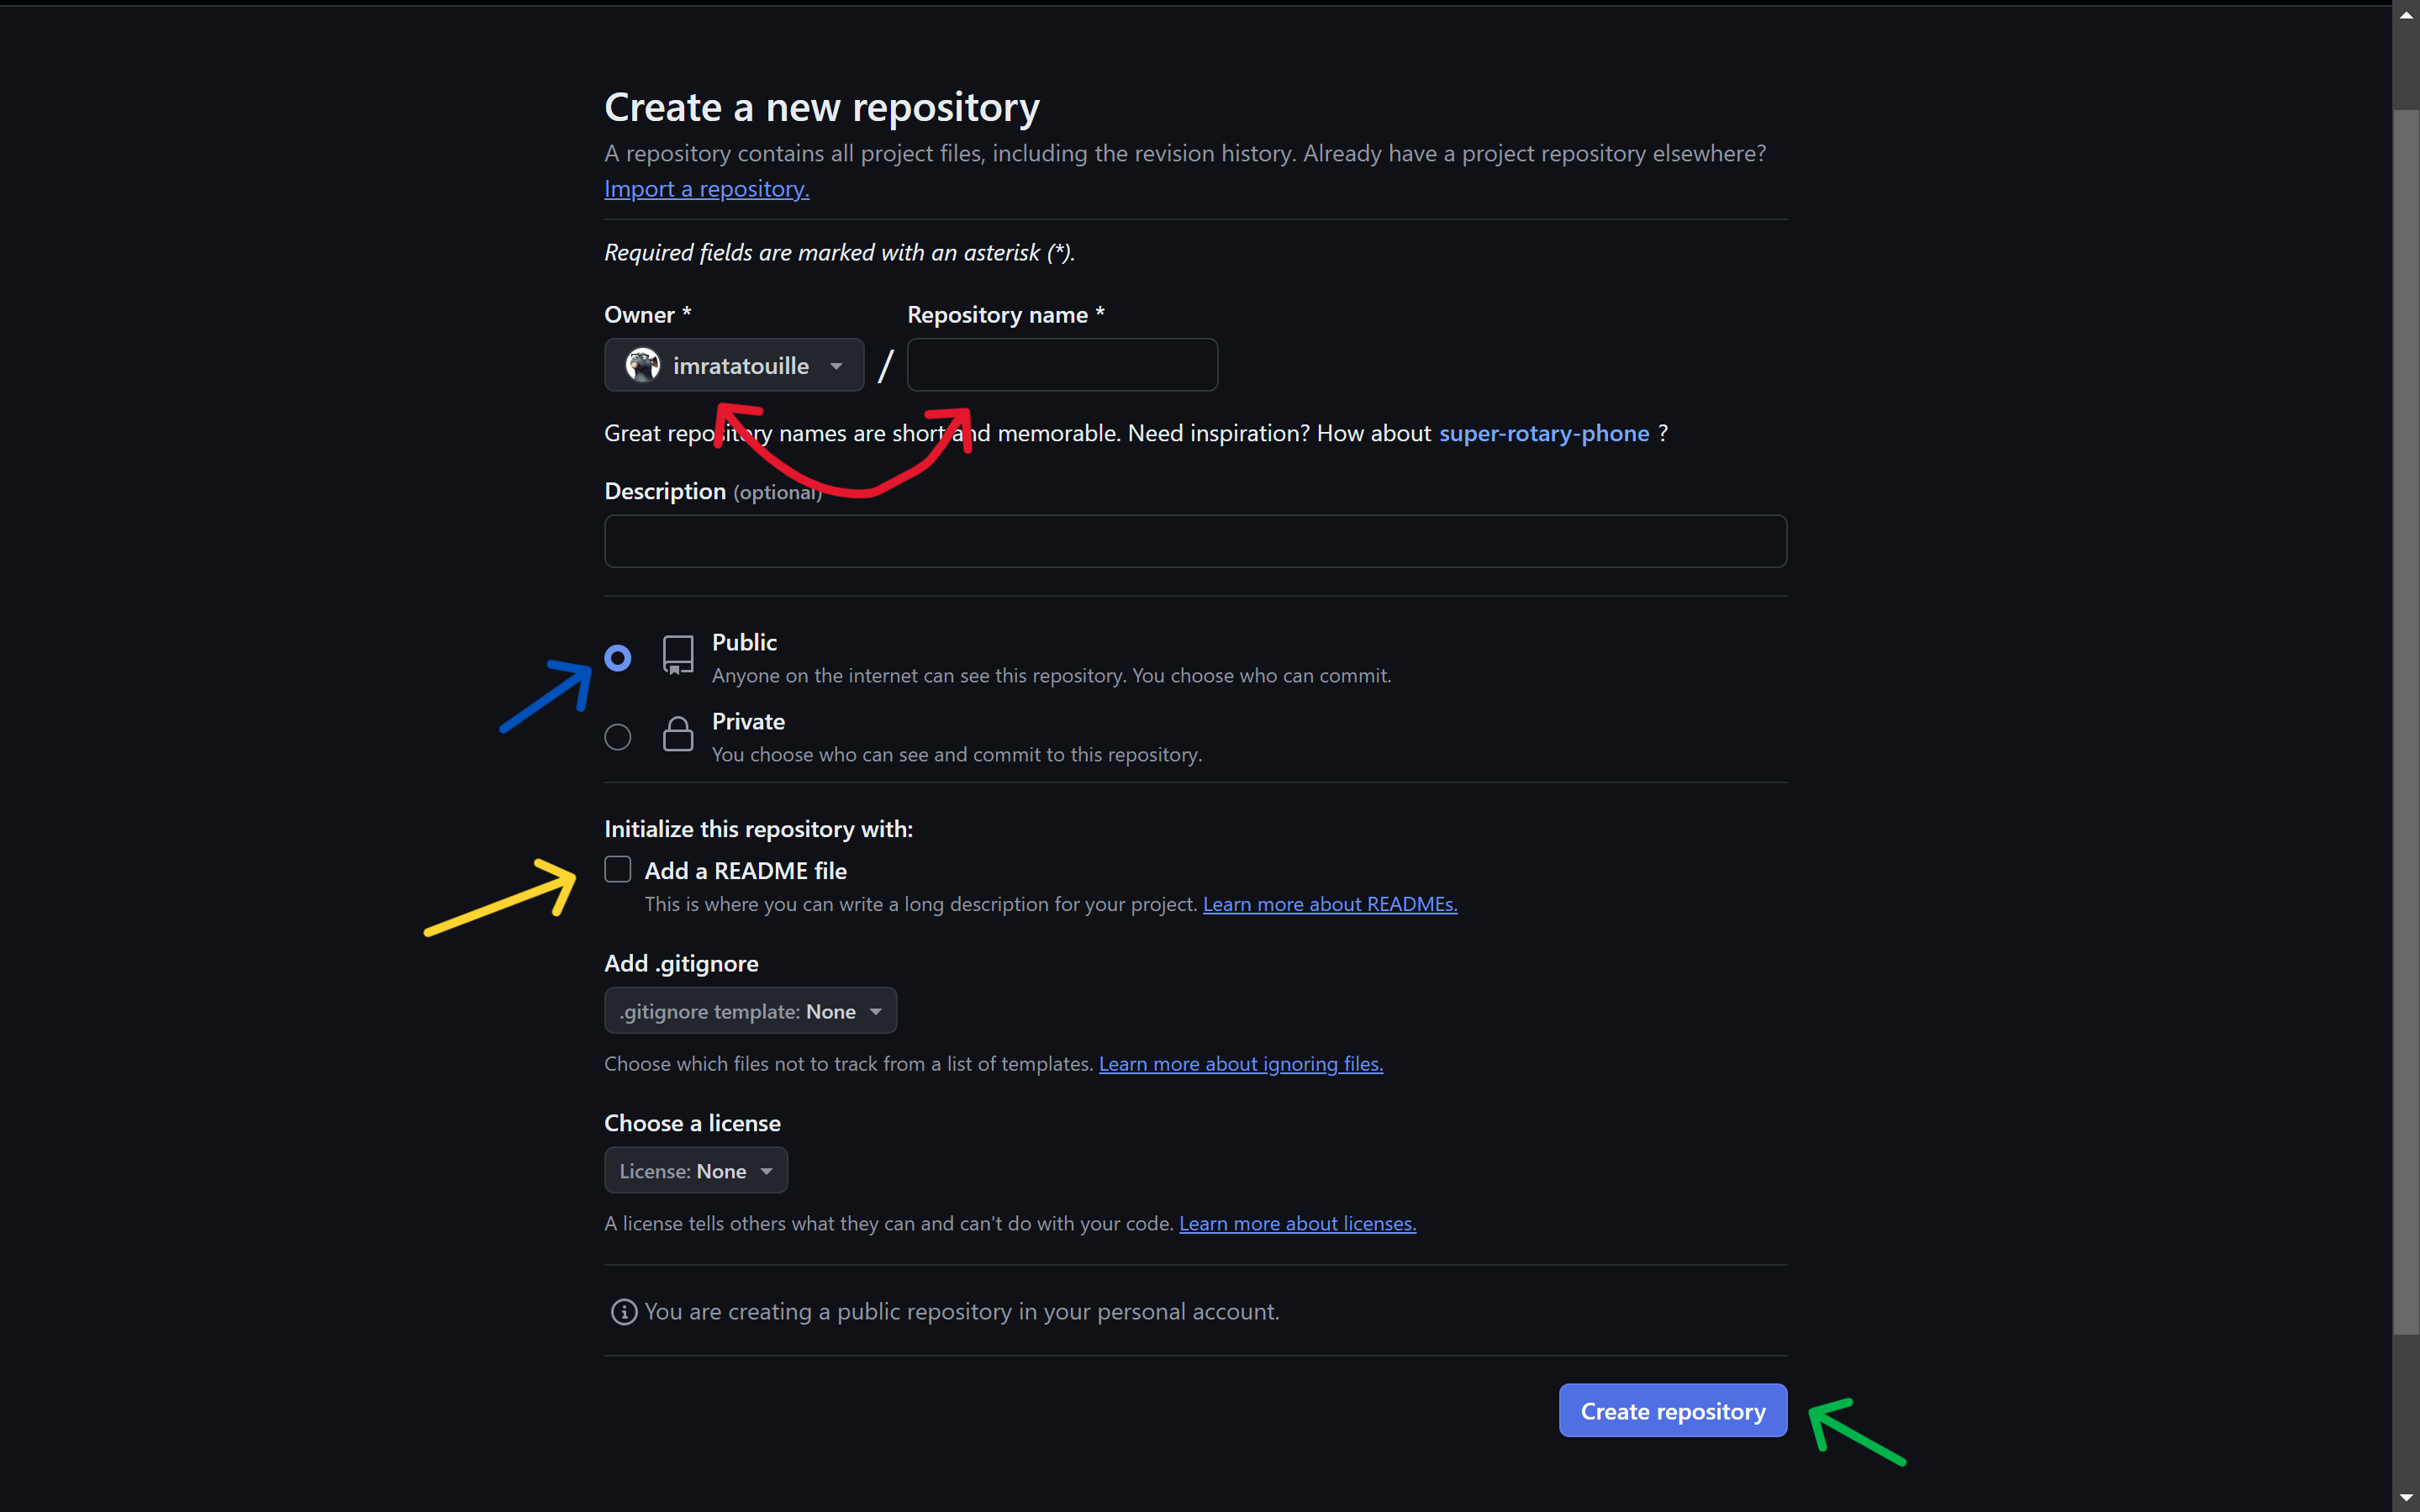 Create a new repository
A repository contains all project files, including the revision history. Already have a project repository elsewhere?
Import a repository.
Required fields are marked with an asterisk (*).
Owner * Repository name *
imratatouille /
Great repository names are short and memorable. Need inspiration? How about super-rotary-phone ?
Description (optional)
Public
Anyone on the internet can see this repository. You choose who can commit.
Private
You choose who can see and commit to this repository.
Initialize this repository with:
Add a README file
This is where you can write a long description for your project. Learn more about READMEs.
Add .gitignore
.gitignore template: None
Choose which files not to track from a list of templates. Learn more about ignoring files.
Choose a license
License: None
A license tells others what they can and can't do with your code. Learn more about licenses.
You are creating a public repository in your personal account.
Create repository